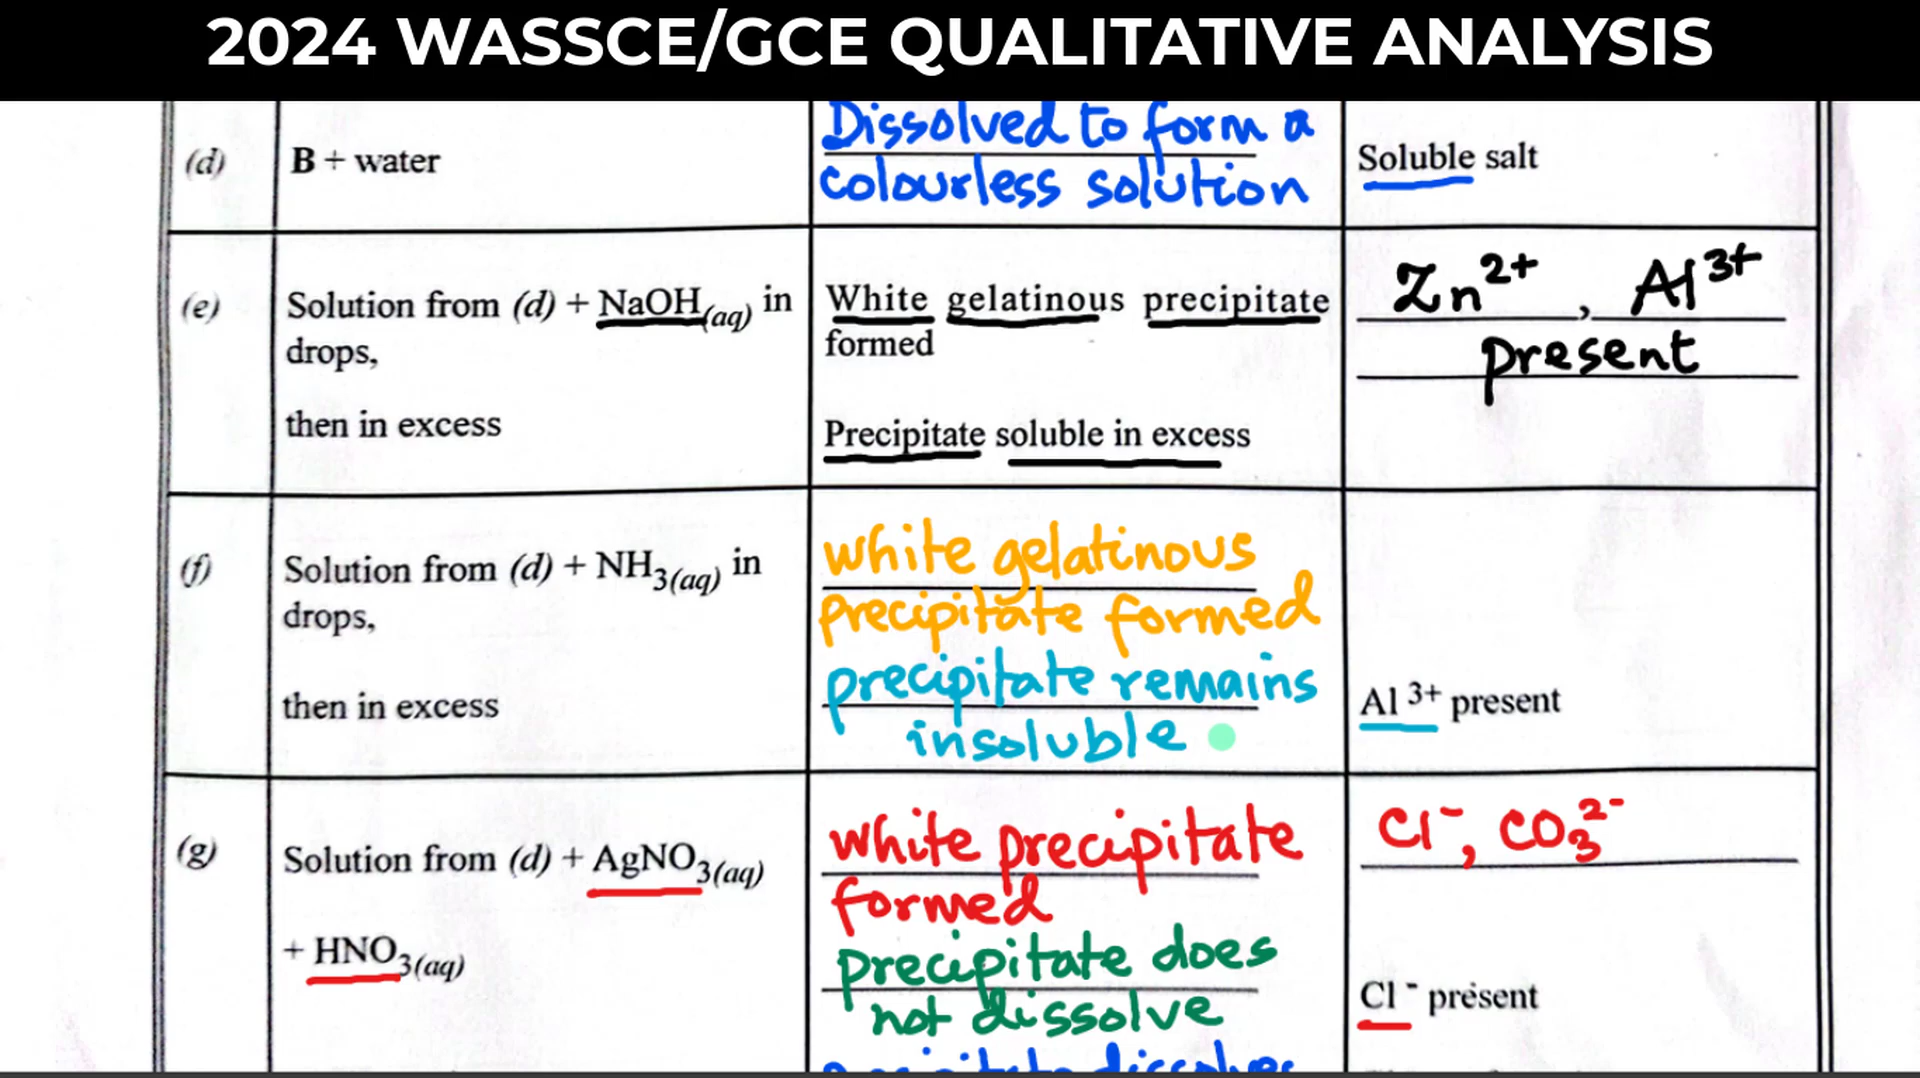 2024 WASSCE/GCE QUALITATIVE ANALYSIS
(d) B + water
Dissolved to form a
colourless solution
Soluble salt
(e) Solution from (d) + NaOH(aq) in
drops,
then in excess
White gelatinous precipitate
formed
Precipitate soluble in excess
Zn²⁺, Al³⁺
present
(f) Solution from (d) + NH₃(aq) in
drops,
then in excess
white gelatinous
precipitate formed
precipitate remains
insoluble
Al ³⁺ present
(g) Solution from (d) + AgNO₃(aq)
+ HNO₃(aq)
white precipitate
formed
precipitate does
not dissolve
precipitate dissolves
Cl⁻, CO₃²⁻
Cl ⁻ present